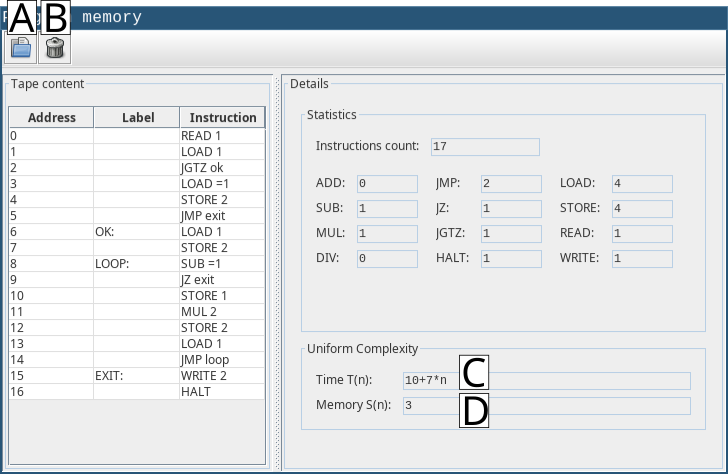 A B memory
Tape content
Address Label Instruction
0 READ 1
1 LOAD 1
2 JGTZ ok
3 LOAD =1
4 STORE 2
5 JMP exit
6 OK: LOAD 1
7 STORE 2
8 LOOP: SUB =1
9 JZ exit
10 STORE 1
11 MUL 2
12 STORE 2
13 LOAD 1
14 JMP loop
15 EXIT: WRITE 2
16 HALT
Details
Statistics
Instructions count: 17
ADD: 0 JMP: 2 LOAD: 4
SUB: 1 JZ: 1 STORE: 4
MUL: 1 JGTZ: 1 READ: 1
DIV: 0 HALT: 1 WRITE: 1
Uniform Complexity
Time T(n): 10+7*n C
Memory S(n): 3 D